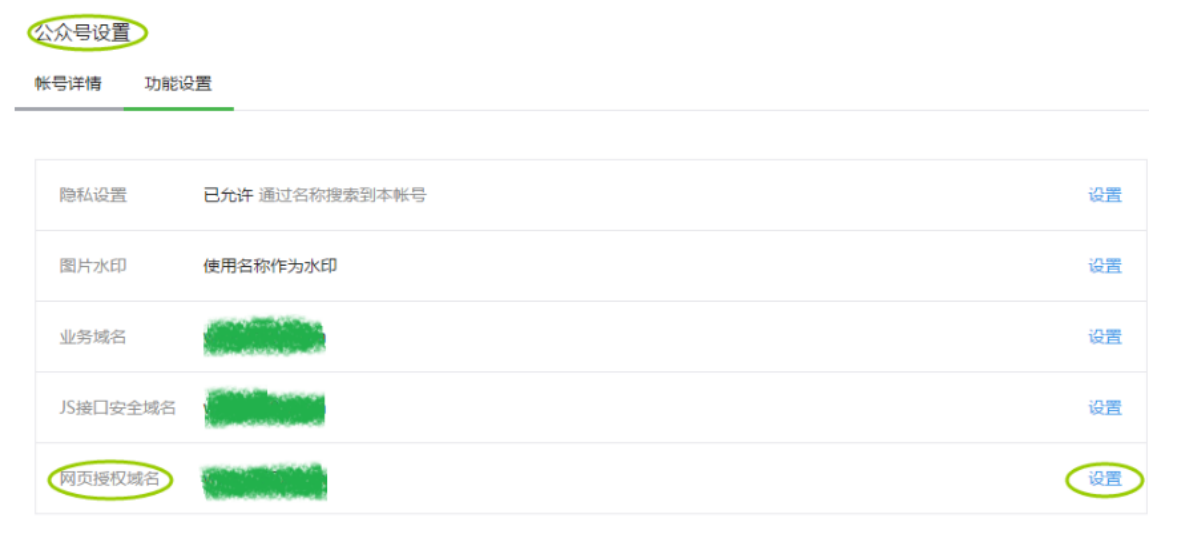 公众号设置
帐号详情 功能设置
隐私设置 已允许 通过名称搜索到本帐号 设置
图片水印 使用名称作为水印 设置
业务域名 设置
JS接口安全域名 设置
网页授权域名 设置